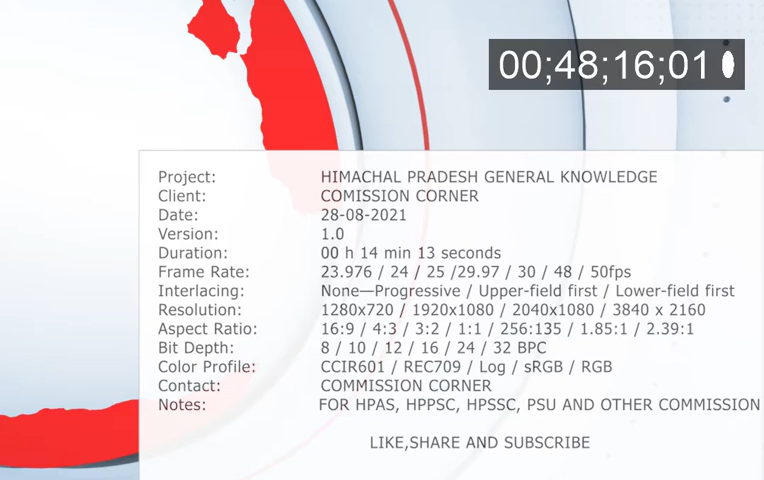 00;48;16;01
Project: HIMACHAL PRADESH GENERAL KNOWLEDGE
Client: COMISSION CORNER
Date: 28-08-2021
Version: 1.0
Duration: 00 h 14 min 13 seconds
Frame Rate: 23.976 / 24 / 25 /29.97 / 30 / 48 / 50fps
Interlacing: None—Progressive / Upper-field first / Lower-field first
Resolution: 1280x720 / 1920x1080 / 2040x1080 / 3840 x 2160
Aspect Ratio: 16:9 / 4:3 / 3:2 / 1:1 / 256:135 / 1.85:1 / 2.39:1
Bit Depth: 8 / 10 / 12 / 16 / 24 / 32 BPC
Color Profile: CCIR601 / REC709 / Log / sRGB / RGB
Contact: COMMISSION CORNER
Notes: FOR HPAS, HPPSC, HPSSC, PSU AND OTHER COMMISSION
LIKE,SHARE AND SUBSCRIBE